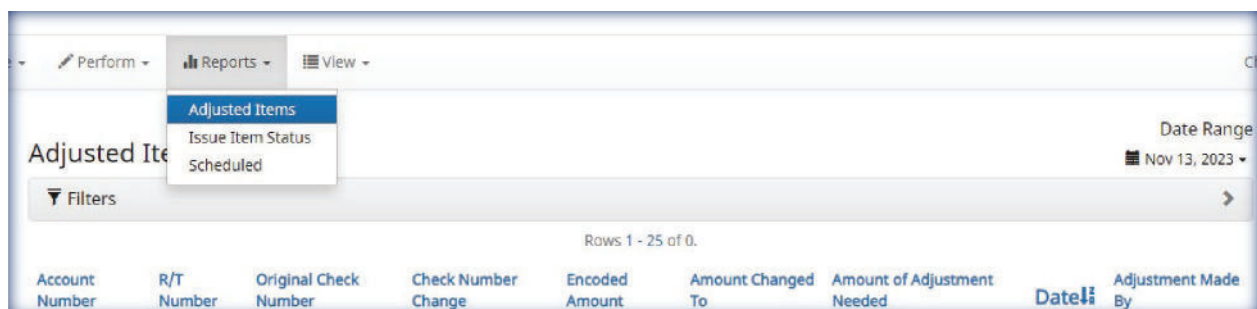 Perform
Reports
View
Adjusted Items
Issue Item Status
Scheduled
Date Range
Adjusted Ite
Nov 13, 2023
Filters
Rows 1 - 25 of 0.
Account Number
R/T Number
Original Check Number
Check Number Change
Encoded Amount
Amount Changed To
Amount of Adjustment Needed
Date
Adjustment Made By